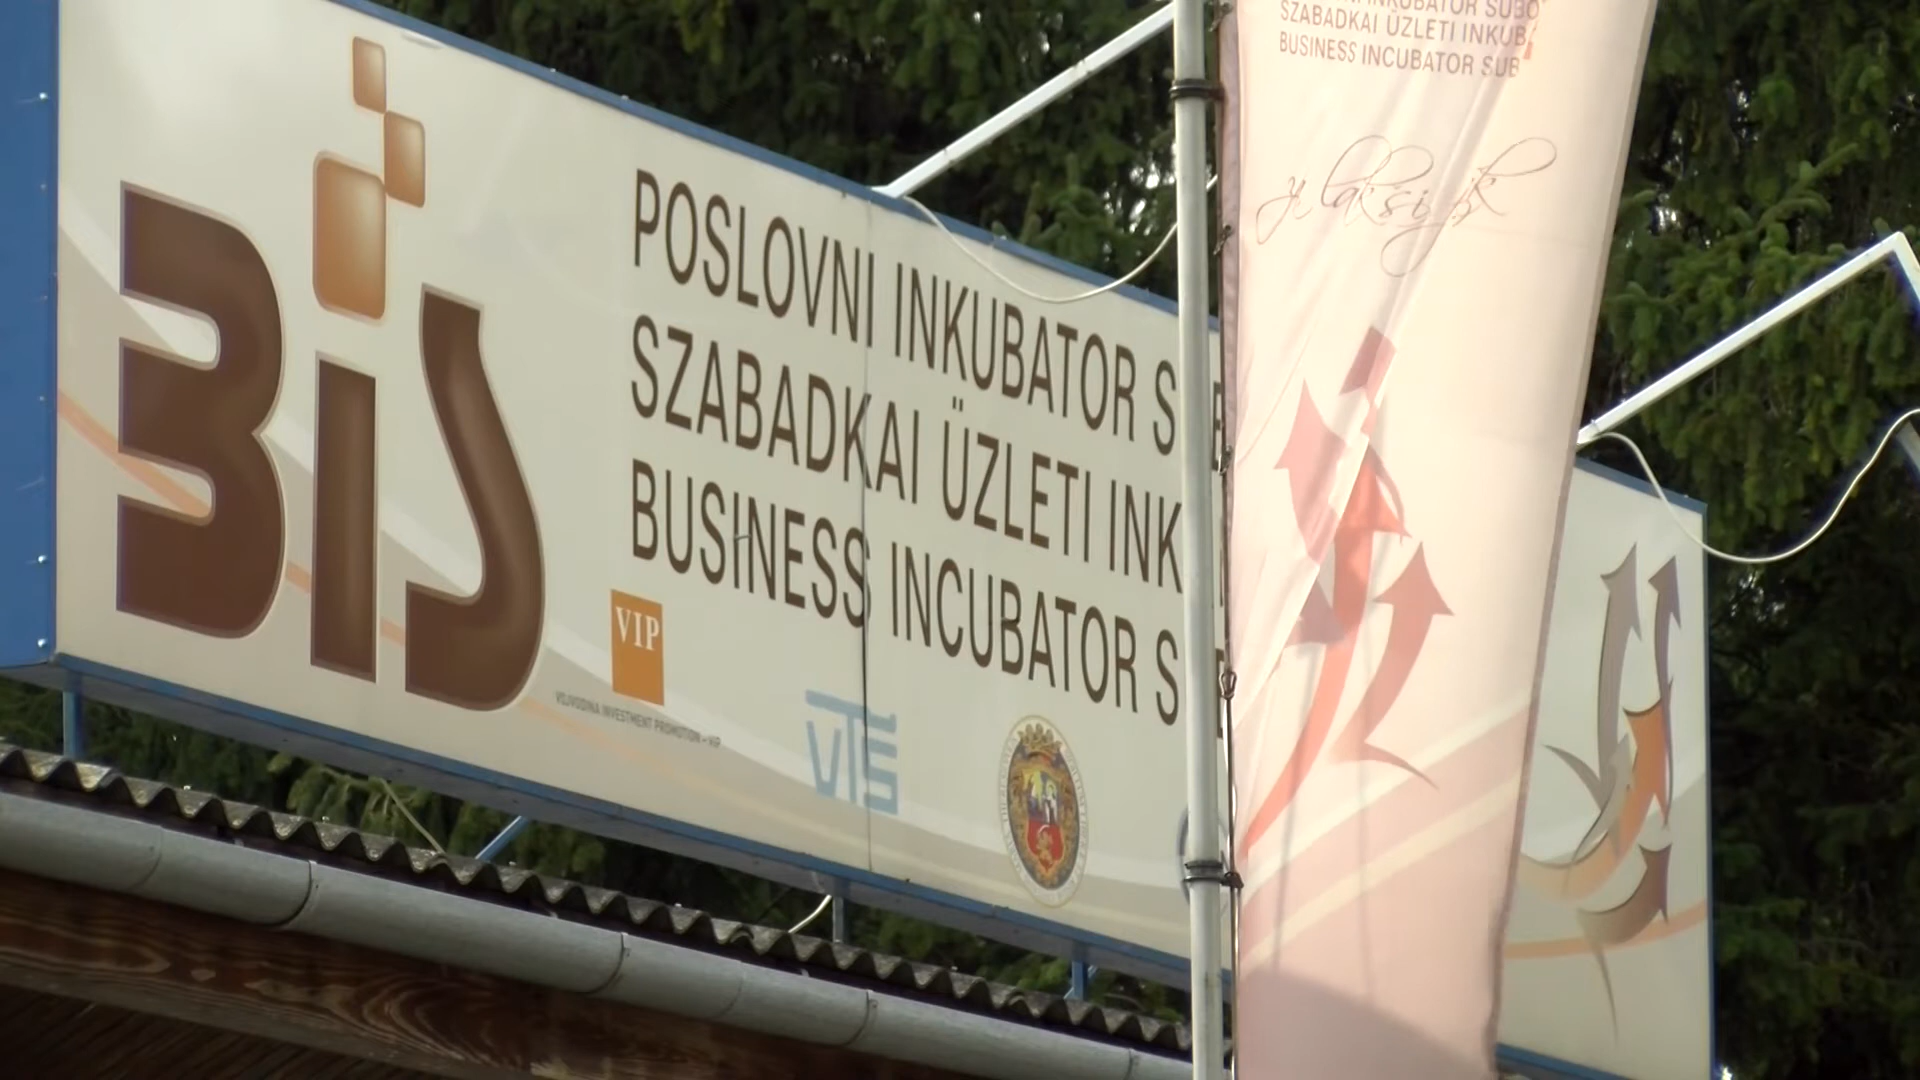 BiS
POSLOVNI INKUBATOR S
SZABADKAI ÜZLETI INK
BUSINESS INCUBATOR S
VIP
VOJVODINA INVESTMENT PROMOTION - VIP
VTS
INKUBATOR SUBO
SZABADKAI ÜZLETI INKUB
BUSINESS INCUBATOR SUB